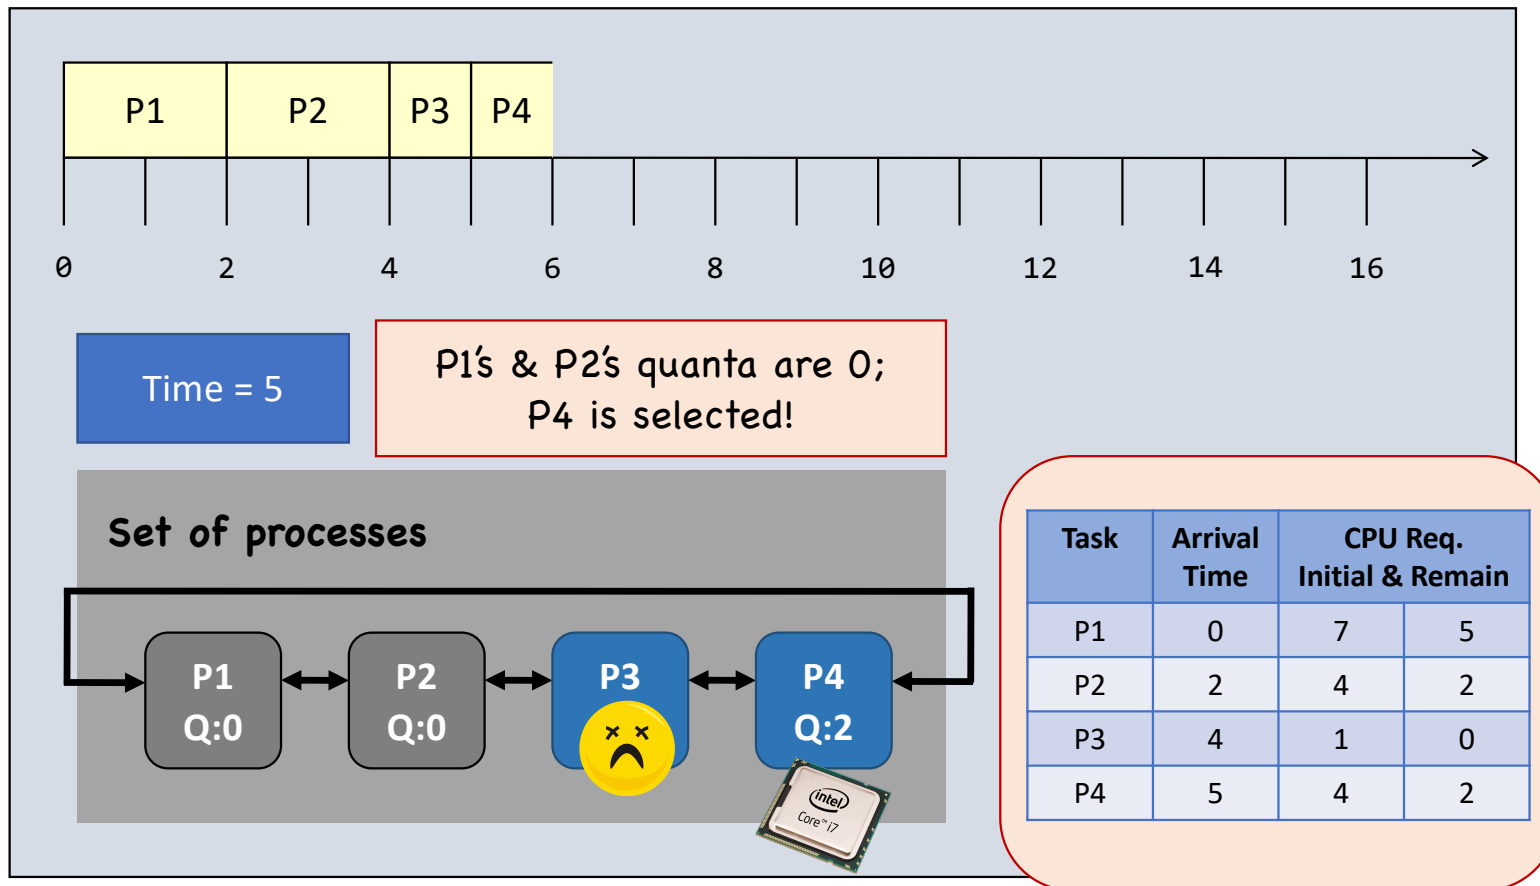 P1 P2 P3 P4
0 2 4 6 8 10 12 14 16
Time = 5
P1's & P2's quanta are 0;
P4 is selected!
Set of processes
P1 P2 P3 P4
Q:0 Q:0 Q:2
intel
Core™ i7
Task Arrival CPU Req.
Time Initial & Remain
P1 0 7 5
P2 2 4 2
P3 4 1 0
P4 5 4 2